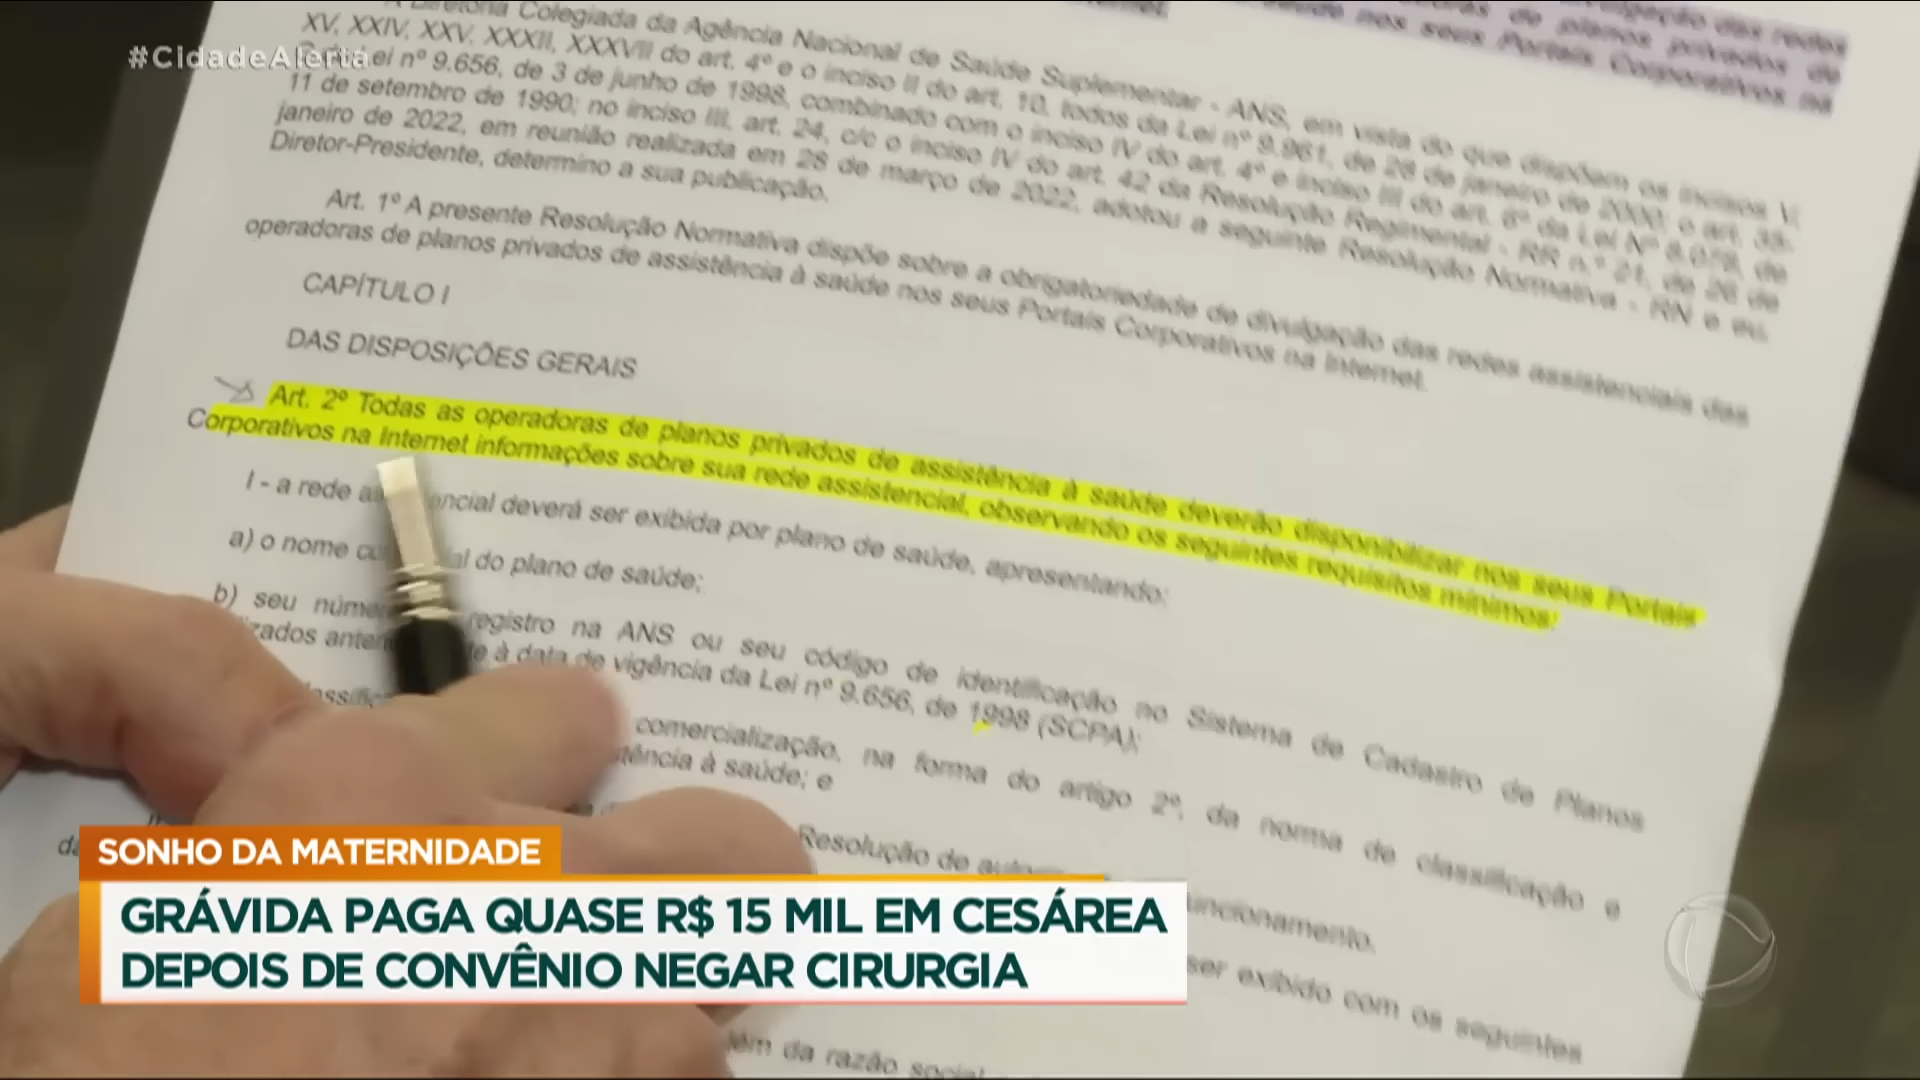 #CidadeAlerta
Diretoria Colegiada da Agência Nacional de Saúde Suplementar - ANS, em vista do que dispõem os incisos V,
XV, XXIV, XXV, XXXII, XXXVII do art. 4º e o inciso II do art. 10, todos da Lei nº 9.961, de 28 de janeiro de 2000; o art. 35-
Lei nº 9.656, de 3 de junho de 1998, combinado com o inciso IV do art. 4º e inciso III do art. 6º da Lei Nº 8.078, de
11 de setembro de 1990; no inciso III, art. 24, c/c o inciso IV do art. 42 da Resolução Regimental - RR n.º 21, de 26 de
janeiro de 2022, em reunião realizada em 28 de março de 2022, adotou a seguinte Resolução Normativa - RN e eu,
Diretor-Presidente, determino a sua publicação.
Art. 1º A presente Resolução Normativa dispõe sobre a obrigatoriedade de divulgação das redes assistenciais das
operadoras de planos privados de assistência à saúde nos seus Portais Corporativos na Internet.
CAPÍTULO I
DAS DISPOSIÇÕES GERAIS
Art. 2º Todas as operadoras de planos privados de assistência à saúde deverão disponibilizar nos seus Portais
Corporativos na Internet informações sobre sua rede assistencial, observando os seguintes requisitos mínimos:
I - a rede encial deverá ser exibida por plano de saúde, apresentando:
a) o nome al do plano de saúde;
b) seu registro na ANS ou seu código de identificação no Sistema de Cadastro de Planos
à data de vigência da Lei nº 9.656, de 1998 (SCPA);
comercialização, na forma do artigo 2º, da norma de classificação e
tência à saúde; e
Resolução de funcionamento.
ser exibido com os seguintes
além da razão social
SONHO DA MATERNIDADE
GRÁVIDA PAGA QUASE R$ 15 MIL EM CESÁREA
DEPOIS DE CONVÊNIO NEGAR CIRURGIA